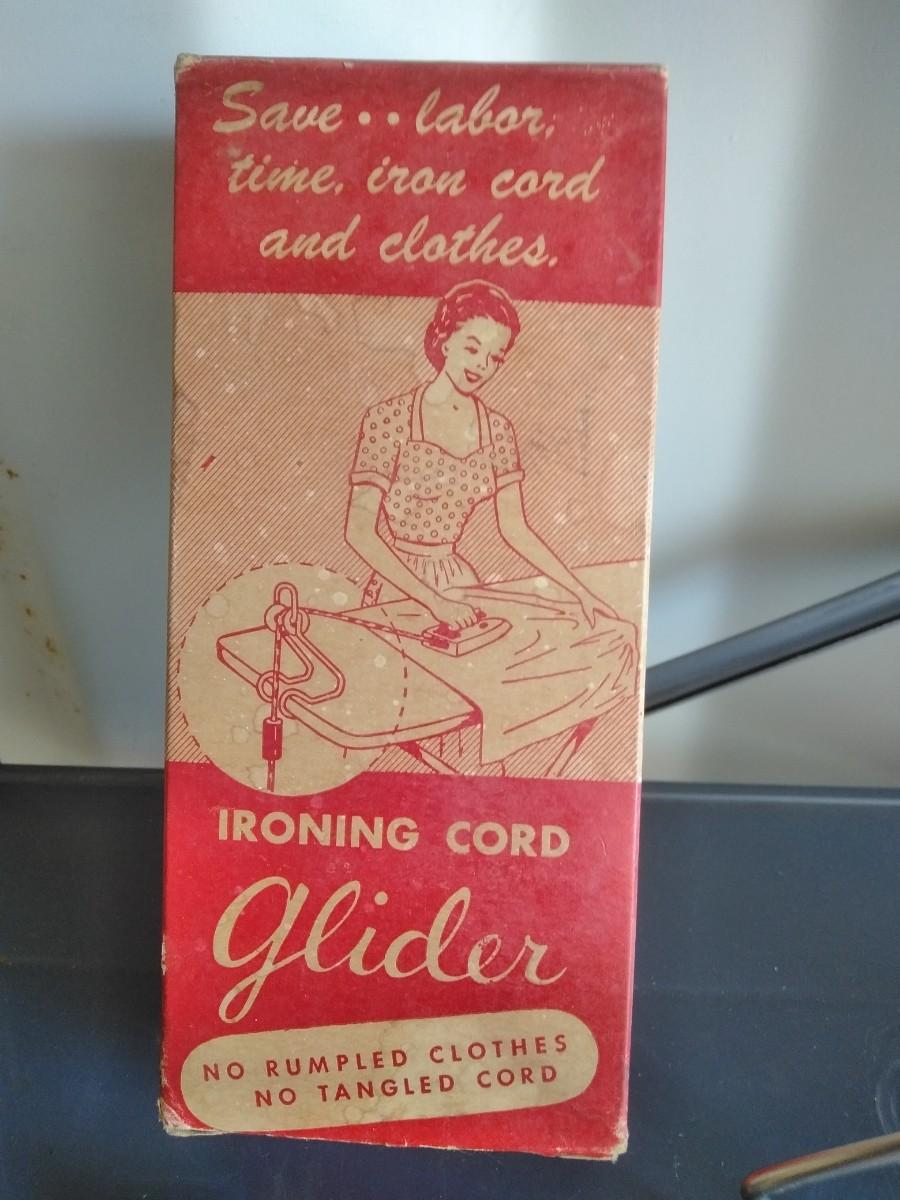 Save •• labor,
time, iron cord
and clothes.
IRONING CORD
Glider
NO RUMPLED CLOTHES
NO TANGLED CORD